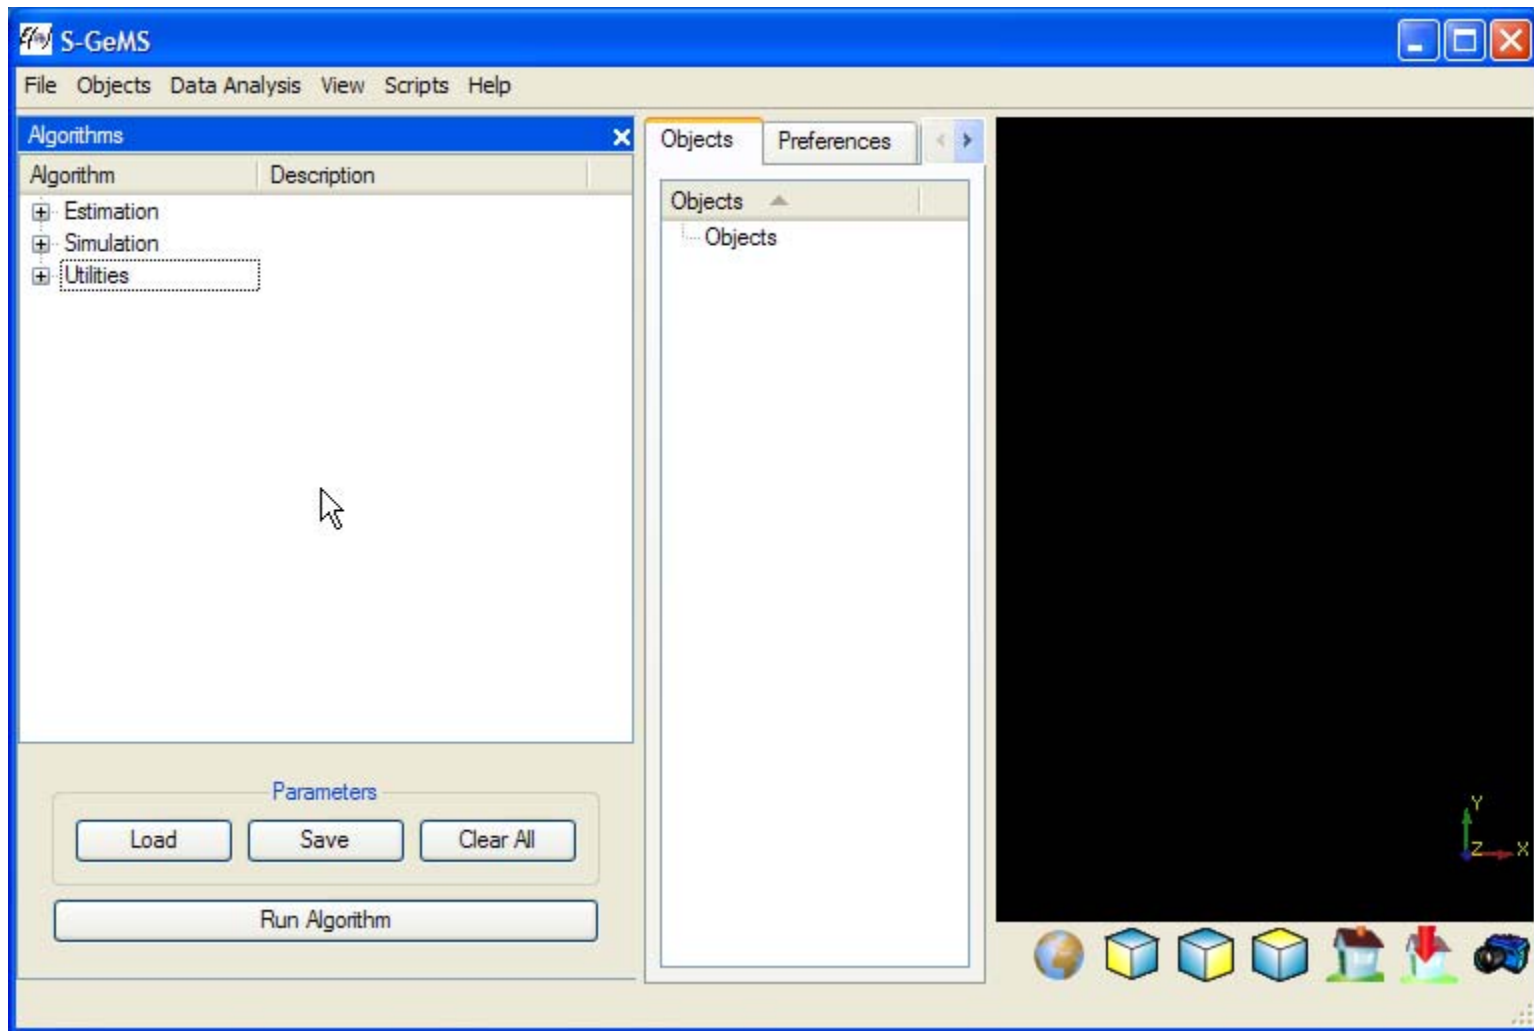 S-GeMS
File Objects Data Analysis View Scripts Help
Algorithms
Algorithm Description
Estimation
Simulation
Utilities
Parameters
Load Save Clear All
Run Algorithm
Objects Preferences
Objects
Objects
Y
Z X